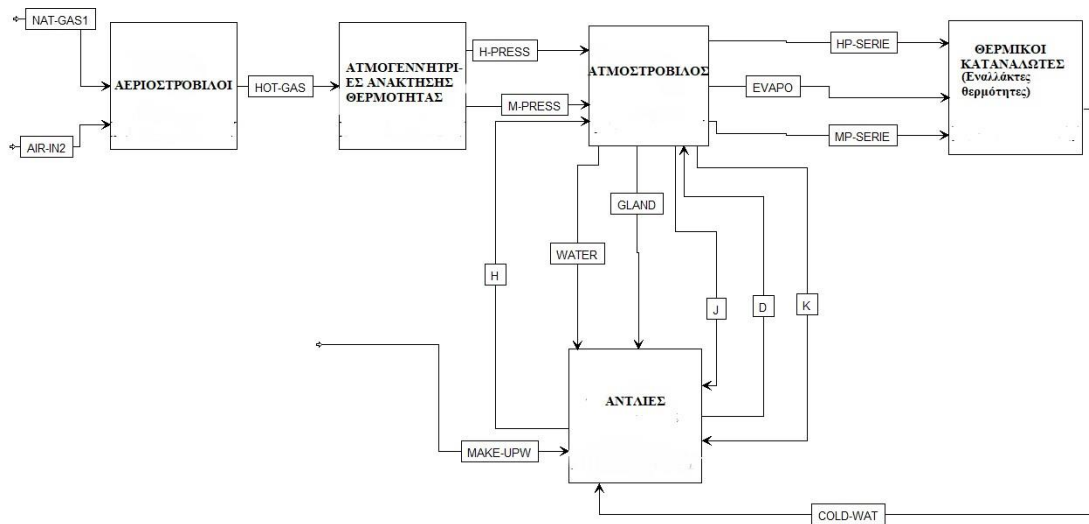 NAT-GAS1
AIR-IN2
ΑΕΡΙΟΣΤΡΟΒΙΛΟΙ
HOT-GAS
ΑΤΜΟΓΕΝΝΗΤΡΙ-
ΕΣ ΑΝΑΚΤΗΣΗΣ
ΘΕΡΜΟΤΗΤΑΣ
H-PRESS
M-PRESS
ΑΤΜΟΣΤΡΟΒΙΛΟΣ
HP-SERIE
EVAPO
MP-SERIE
ΘΕΡΜΙΚΟΙ
ΚΑΤΑΝΑΛΩΤΕΣ
(Εναλλάκτες
θερμότητες)
GLAND
WATER
H
J
D
K
ΑΝΤΛΙΕΣ
MAKE-UPW
COLD-WAT